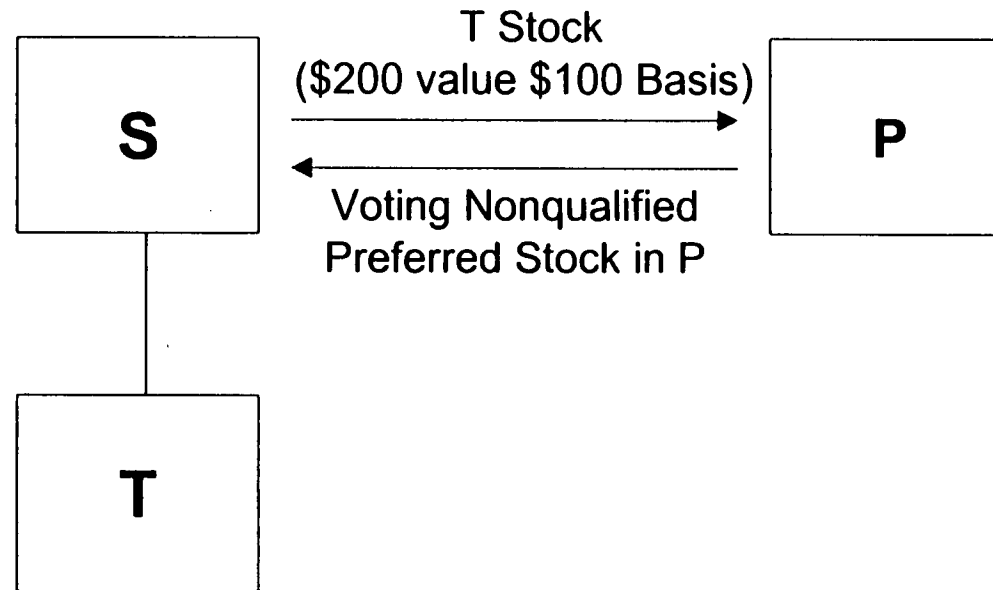 T Stock
($200 value $100 Basis)
S
P
Voting Nonqualified
Preferred Stock in P
T